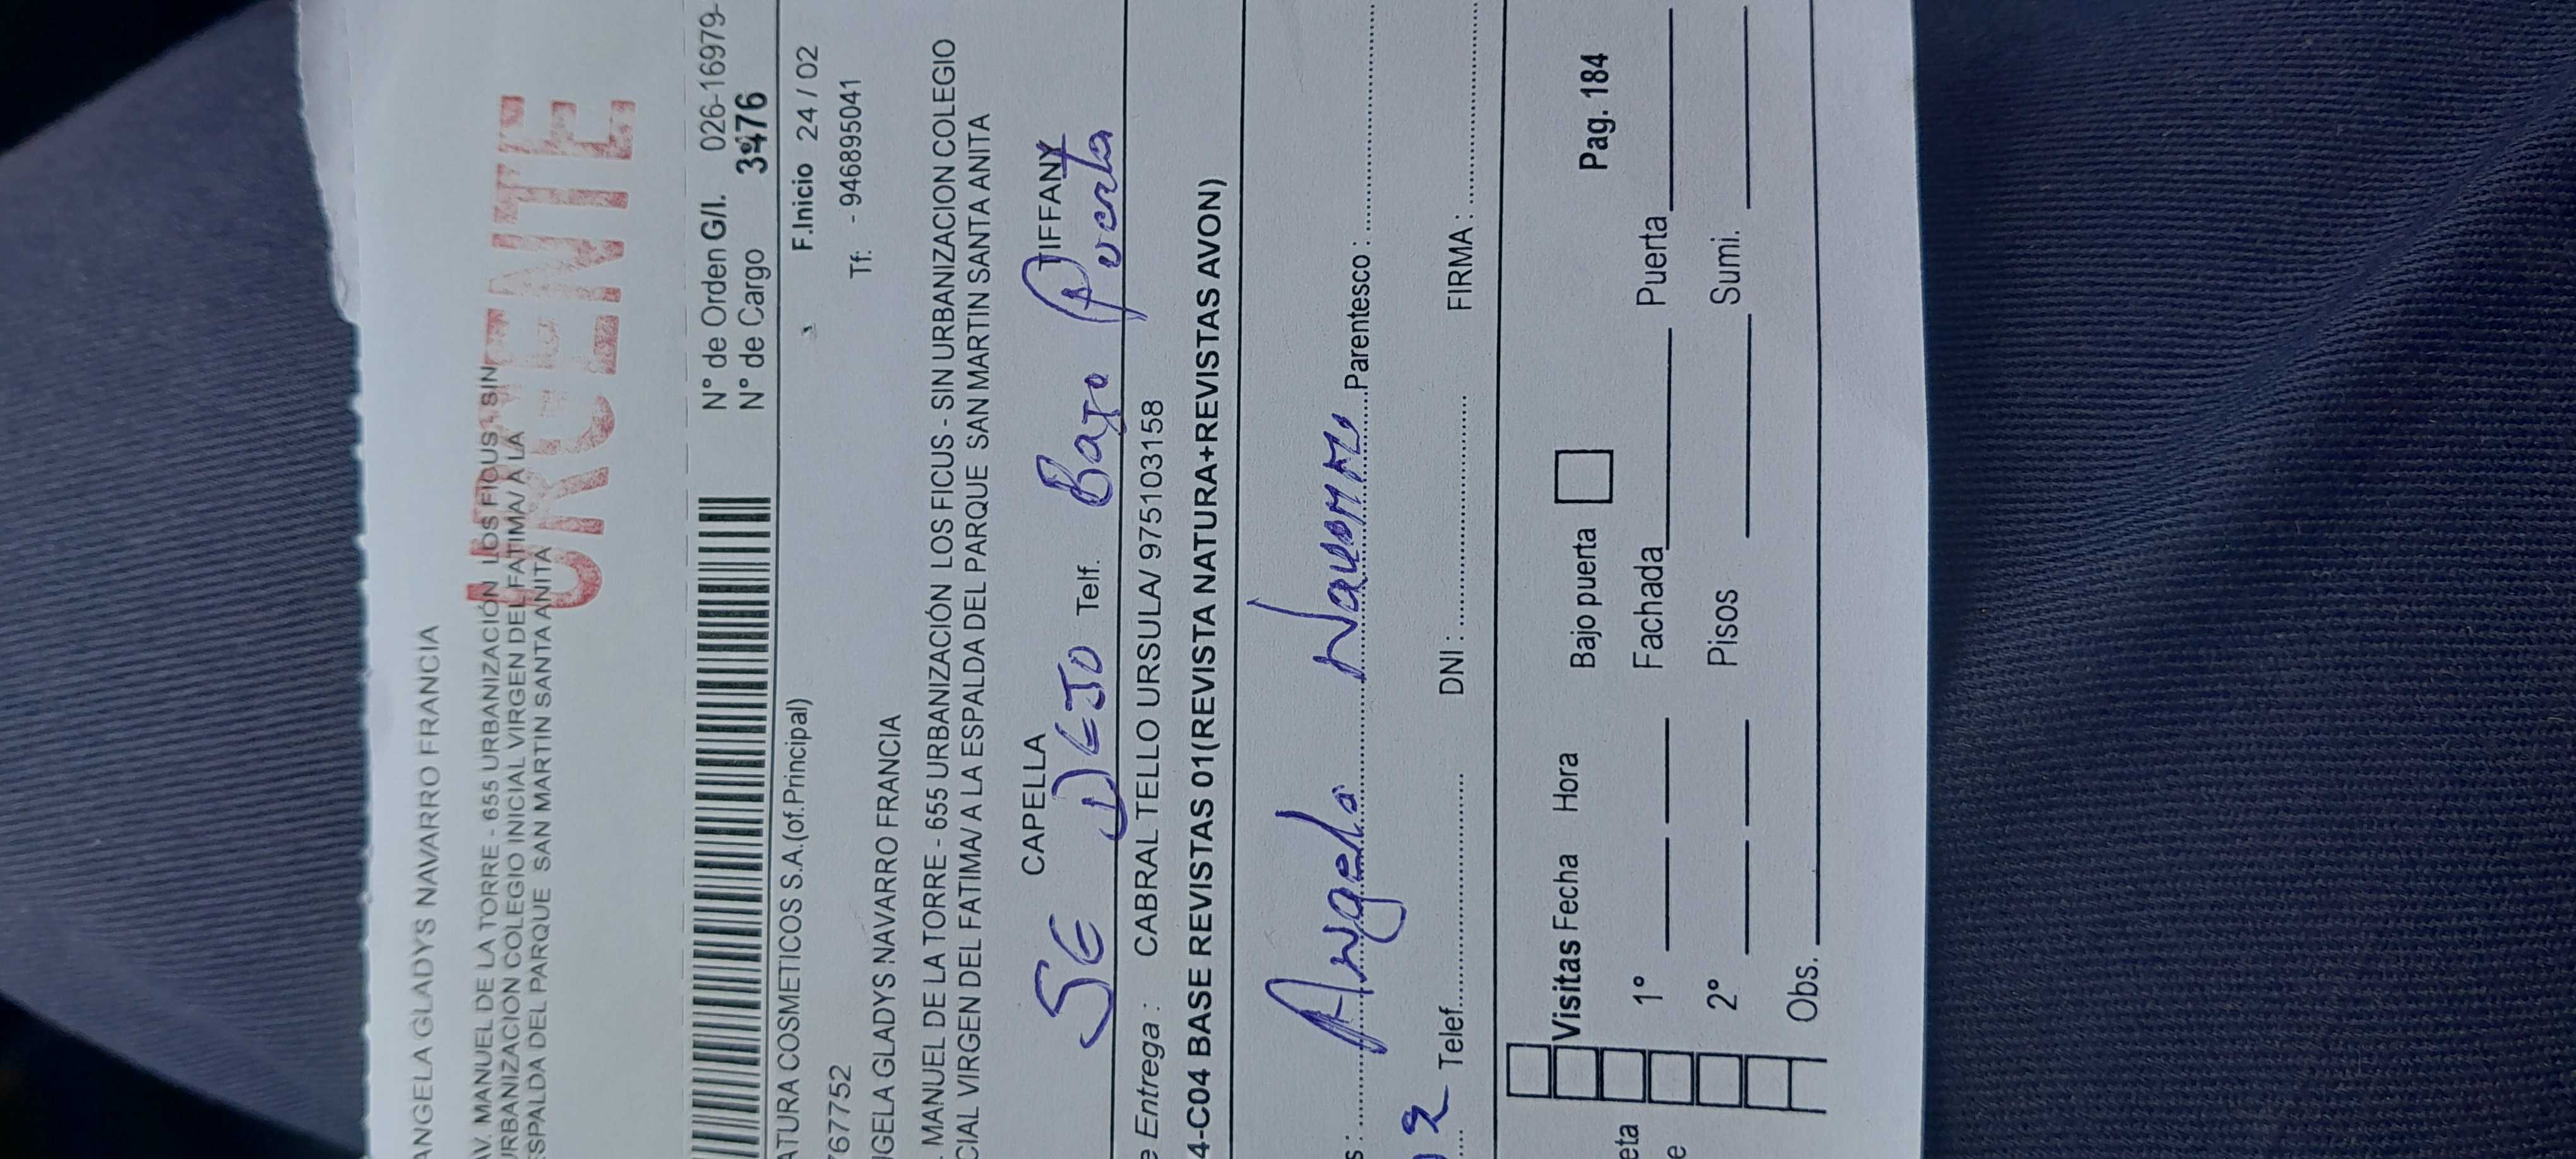 ANGELA GLADYS NAVARRO FRANCIA
AV. MANUEL DE LA TORRE - 655 URBANIZACIÓN LOS FICUS - SIN
URBANIZACION COLEGIO INICIAL VIRGEN DEL FATIMA/ A LA
ESPALDA DEL PARQUE SAN MARTIN SANTA ANITA
URGENTE
N° de Orden G/I. 026-16979-
N° de Cargo 3476
ATURA COSMETICOS S.A.(of.Principal) F.Inicio 24 / 02
767752 Tf: - 946895041
NGELA GLADYS NAVARRO FRANCIA
. MANUEL DE LA TORRE - 655 URBANIZACIÓN LOS FICUS - SIN URBANIZACION COLEGIO
CIAL VIRGEN DEL FATIMA/ A LA ESPALDA DEL PARQUE SAN MARTIN SANTA ANITA
CAPELLA TIFFANY
SE DEJO Telf. BAJO Puerta
e Entrega : CABRAL TELLO URSULA/ 975103158
4-C04 BASE REVISTAS 01(REVISTA NATURA+REVISTAS AVON)
s : Angela Navarro Parentesco :
2 Telef. DNI : FIRMA :
Visitas Fecha Hora Bajo puerta Pag. 184
eta 1° Fachada Puerta
e 2° Pisos Sumi.
Obs.